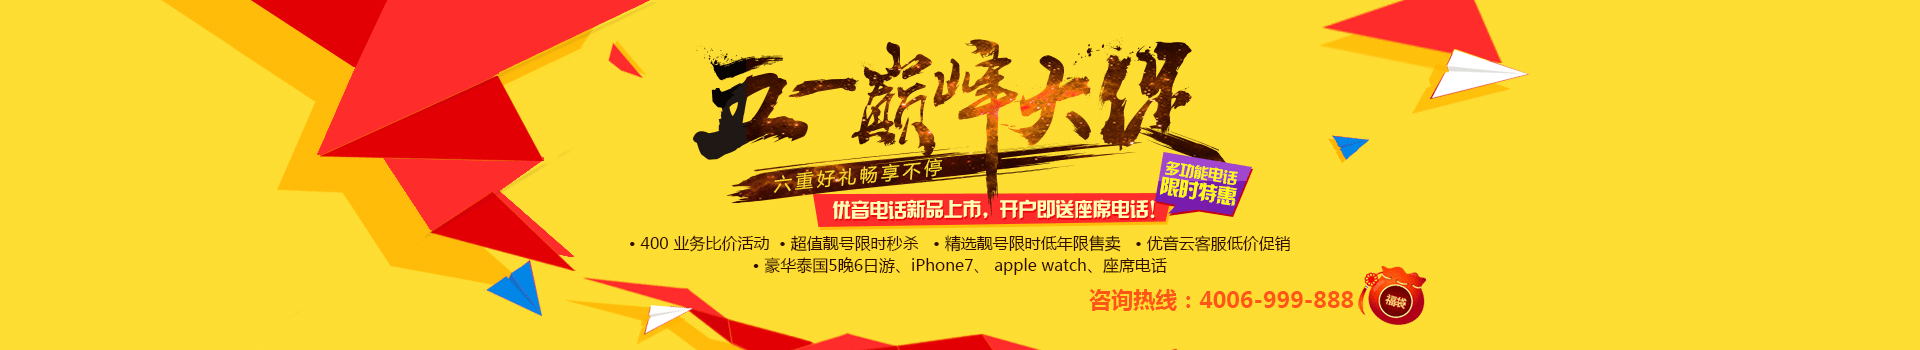 五一巅峰大促
六重好礼畅享不停
多功能电话
限时特惠
优音电话新品上市，开户即送座席电话!
• 400 业务比价活动 • 超值靓号限时秒杀 • 精选靓号限时低年限售卖 • 优音云客服低价促销
• 豪华泰国5晚6日游、iPhone7、 apple watch、座席电话
咨询热线：4006-999-888
福袋